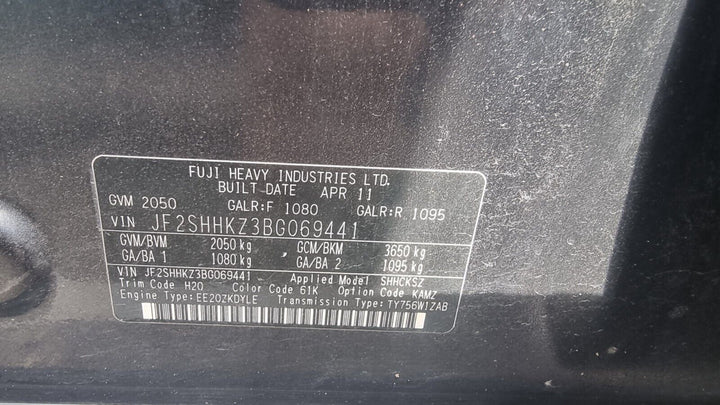 FUJI HEAVY INDUSTRIES LTD.
BUILT DATE APR 11
GVM 2050 GALR:F 1080 GALR:R 1095
VIN JF2SHHKZ3BG069441
GVM/BVM 2050 kg GCM/BKM 3650 kg
GA/BA 1 1080 kg GA/BA 2 1095 kg
VIN JF2SHHKZ3BG069441 Applied Model SHHCKSZ
Trim Code H20 Color Code 61K Option Code KAMZ
Engine Type:EE20ZKDYLE Transmission Type:TY756W1ZAB